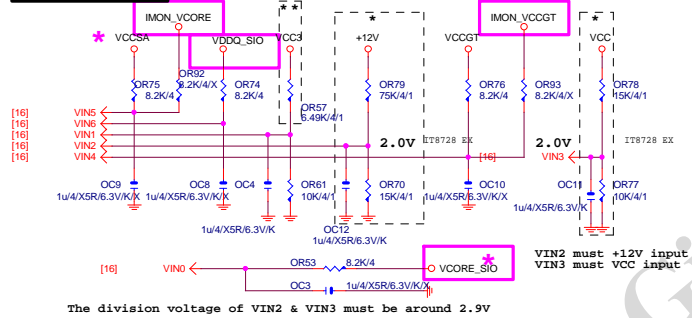 IMON_VCORE
IMON_VCCGT
* VCCSA
VDDQ_SIO
**
VCC3
*
+12V
VCCGT
*
VCC
OR75
8.2K/4
OR92
8.2K/4/X
OR74
8.2K/4
OR57
6.49K/4/1
OR79
75K/4/1
OR76
8.2K/4
OR93
8.2K/4/X
OR78
15K/4/1
[16] VIN5
[16] VIN6
[16] VIN1
[16] VIN2
[16] VIN4
2.0V
IT8728 EX
[16]
2.0V
VIN3
IT8728 EX
OC9
1u/4/X5R/6.3V/K/X
OC8
1u/4/X5R/6.3V/K/X
OC4
1u/4/X5R/6.3V/K
OR61
10K/4/1
OC12
1u/4/X5R/6.3V/K
OR70
15K/4/1
OC10
1u/4/X5R/6.3V/K
OC11
1u/4/X5R/6.3V/K
OR77
10K/4/1
[16] VIN0
OR53 8.2K/4
* VCORE_SIO
OC3 1u/4/X5R/6.3V/K/X
VIN2 must +12V input
VIN3 must VCC input
The division voltage of VIN2 & VIN3 must be around 2.9V